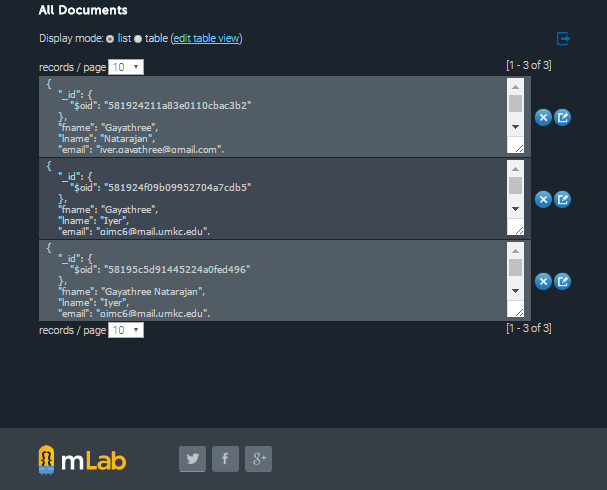 All Documents
Display mode: list table (edit table view)
records / page 10 [1 - 3 of 3]
{
"_id": {
"$oid": "581924211a83e0110cbac3b2"
},
"fname": "Gayathree",
"lname": "Natarajan",
"email": "iyer.gayathree@gmail.com",
{
"_id": {
"$oid": "581924f09b09952704a7cdb5"
},
"fname": "Gayathree",
"lname": "Iyer",
"email": "gimc6@mail.umkc.edu",
{
"_id": {
"$oid": "58195c5d91445224a0fed496"
},
"fname": "Gayathree Natarajan",
"lname": "Iyer",
"email": "gimc6@mail.umkc.edu",
records / page 10 [1 - 3 of 3]
mLab f g+